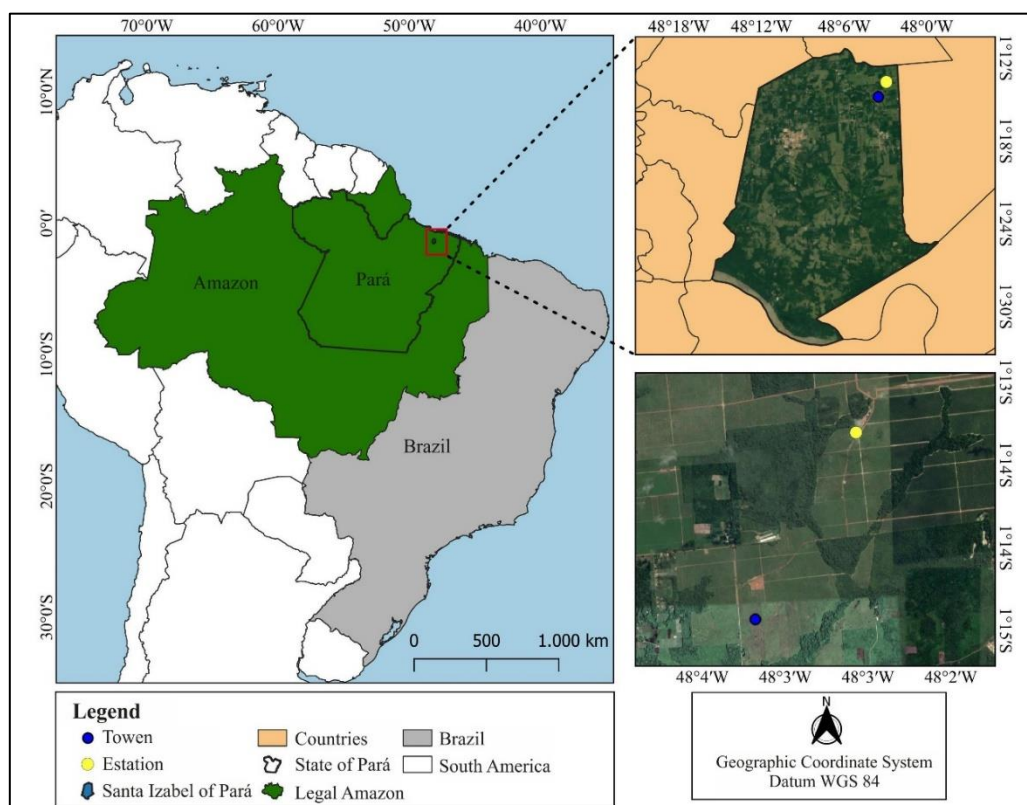 70°0'W 60°0'W 50°0'W 40°0'W
10°0'N
0°0'
10°0'S
20°0'S
30°0'S
Amazon
Pará
Brazil
0 500 1.000 km
48°18'W 48°12'W 48°6'W 48°0'W
1°12'S
1°18'S
1°24'S
1°30'S
1°13'S
1°14'S
1°14'S
1°15'S
48°4'W 48°3'W 48°3'W 48°2'W
Legend
Towen
Estation
Santa Izabel of Pará
Countries
State of Pará
Legal Amazon
Brazil
South America
N
Geographic Coordinate System
Datum WGS 84